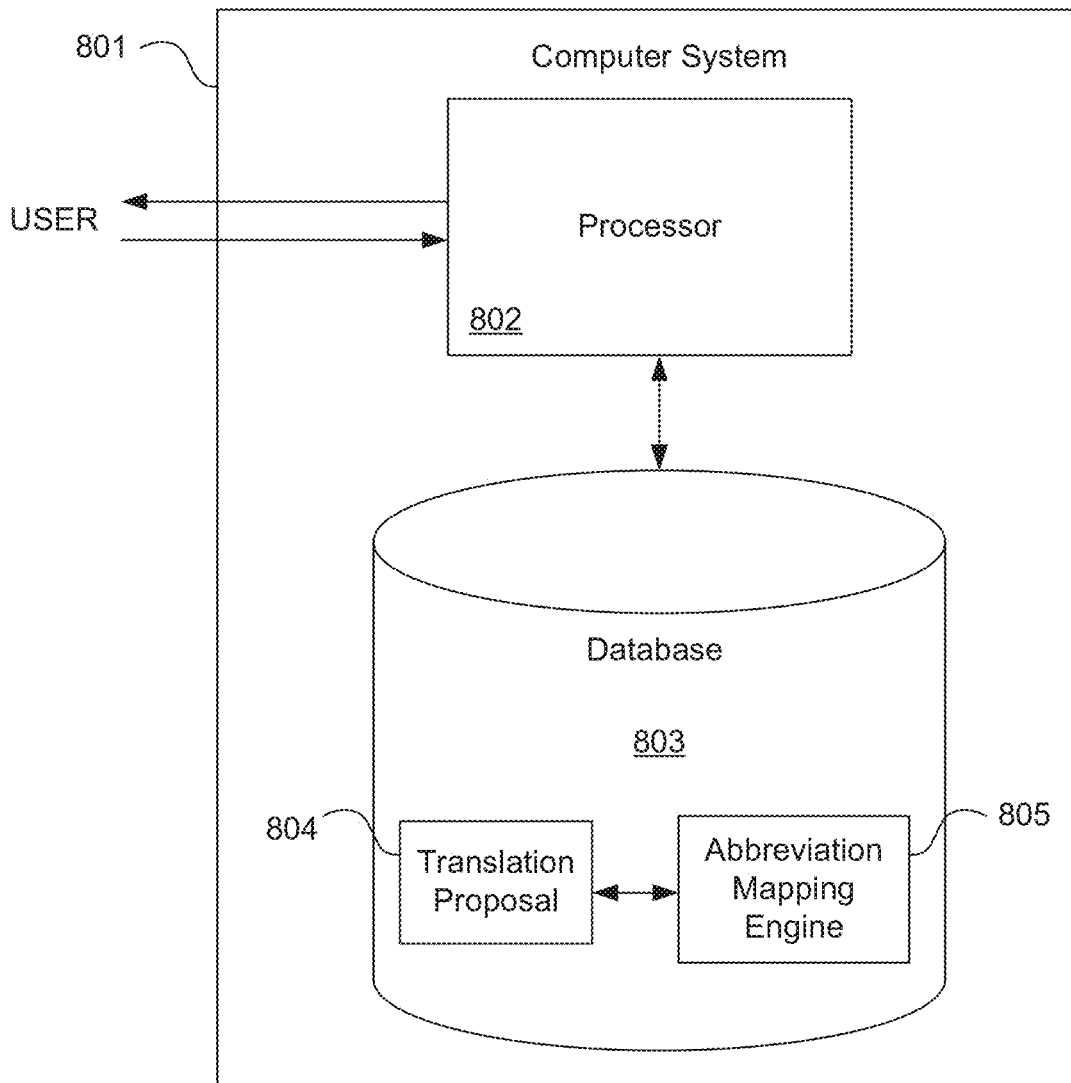 801
Computer System
USER
Processor
802
Database
803
804
Translation
Proposal
805
Abbreviation
Mapping
Engine